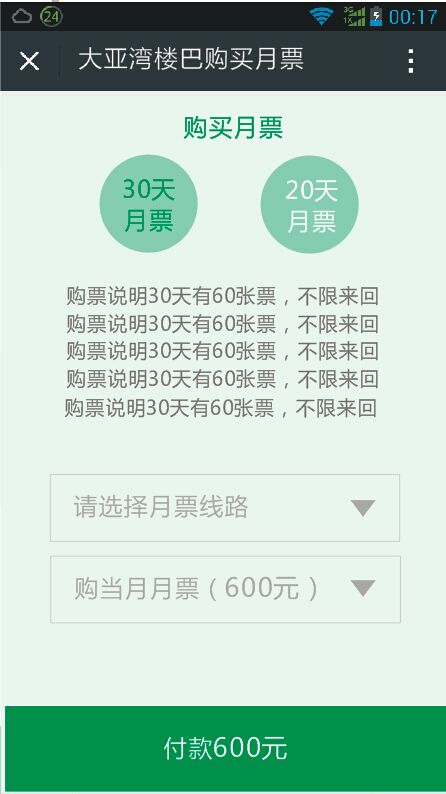 24
3G
1X
00:17
大亚湾楼巴购买月票
购买月票
30天
月票
20天
月票
购票说明30天有60张票，不限来回
购票说明30天有60张票，不限来回
购票说明30天有60张票，不限来回
购票说明30天有60张票，不限来回
购票说明30天有60张票，不限来回
请选择月票线路
购当月月票（600元）
付款600元